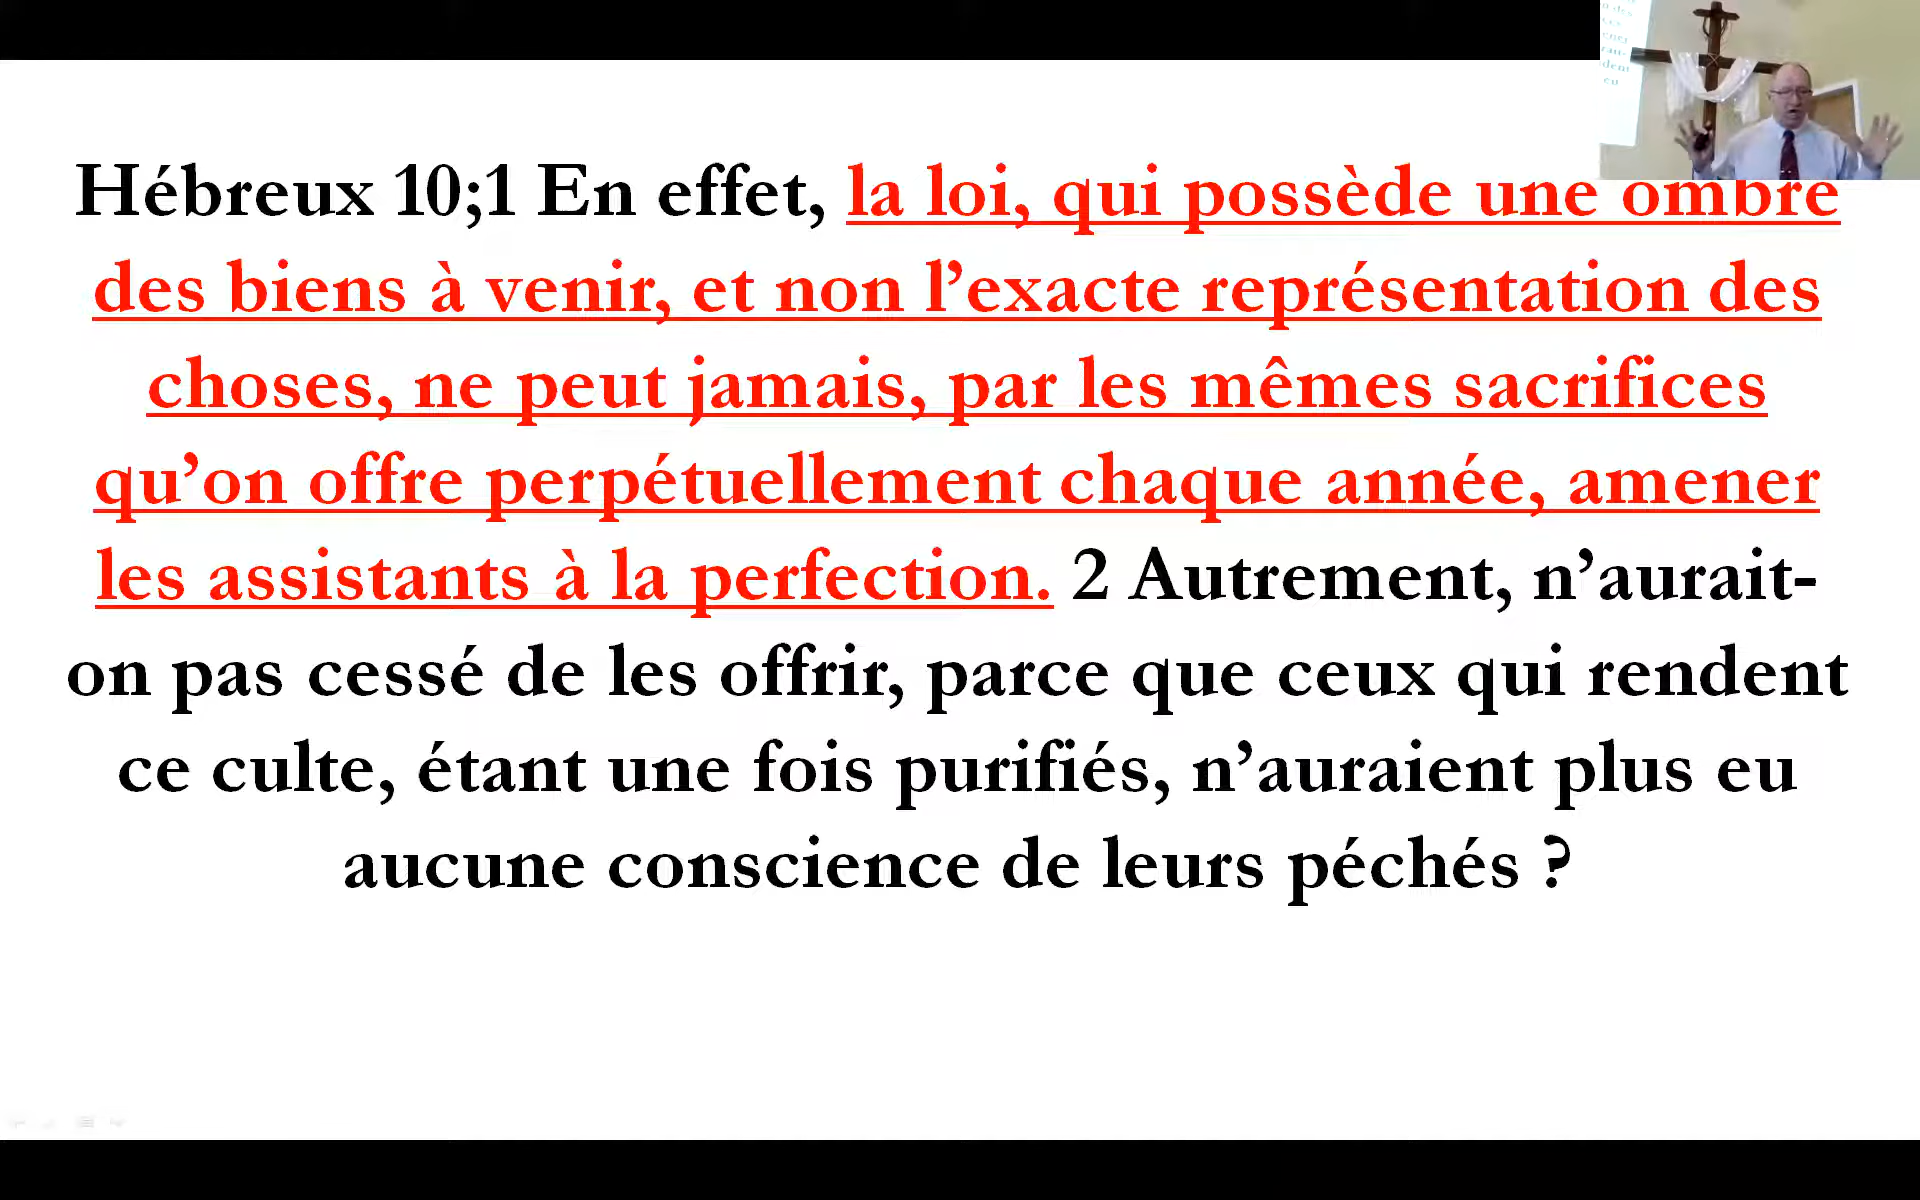 Hébreux 10;1 En effet, la loi, qui possède une ombre
des biens à venir, et non l’exacte représentation des
choses, ne peut jamais, par les mêmes sacrifices
qu’on offre perpétuellement chaque année, amener
les assistants à la perfection. 2 Autrement, n’aurait-
on pas cessé de les offrir, parce que ceux qui rendent
ce culte, étant une fois purifiés, n’auraient plus eu
aucune conscience de leurs péchés ?